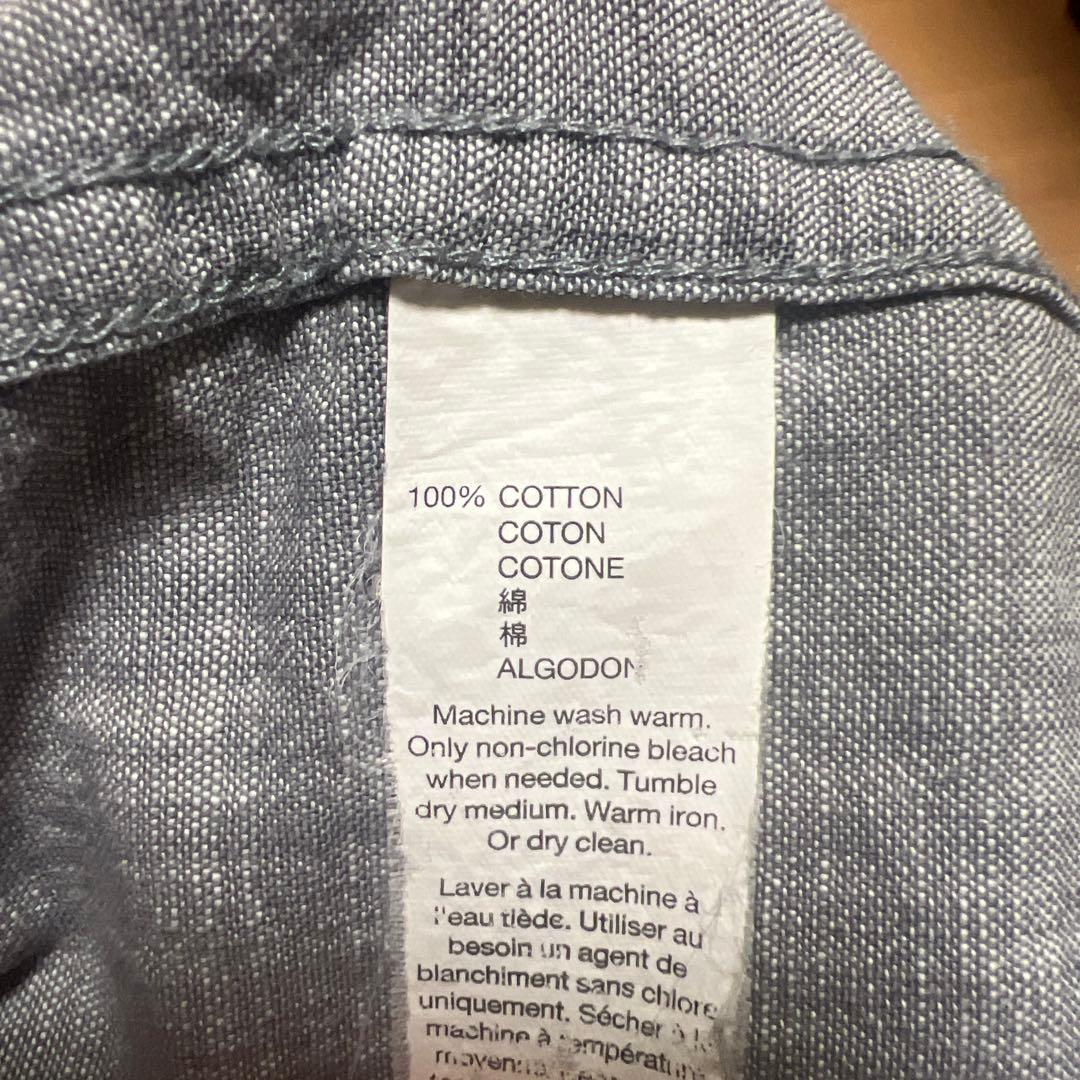 100% COTTON
COTON
COTONE
綿
棉
ALGODON
Machine wash warm.
Only non-chlorine bleach
when needed. Tumble
dry medium. Warm iron.
Or dry clean.
Laver à la machine à
l'eau tiède. Utiliser au
besoin un agent de
blanchiment sans chlore
uniquement. Sécher à la
machine à températur